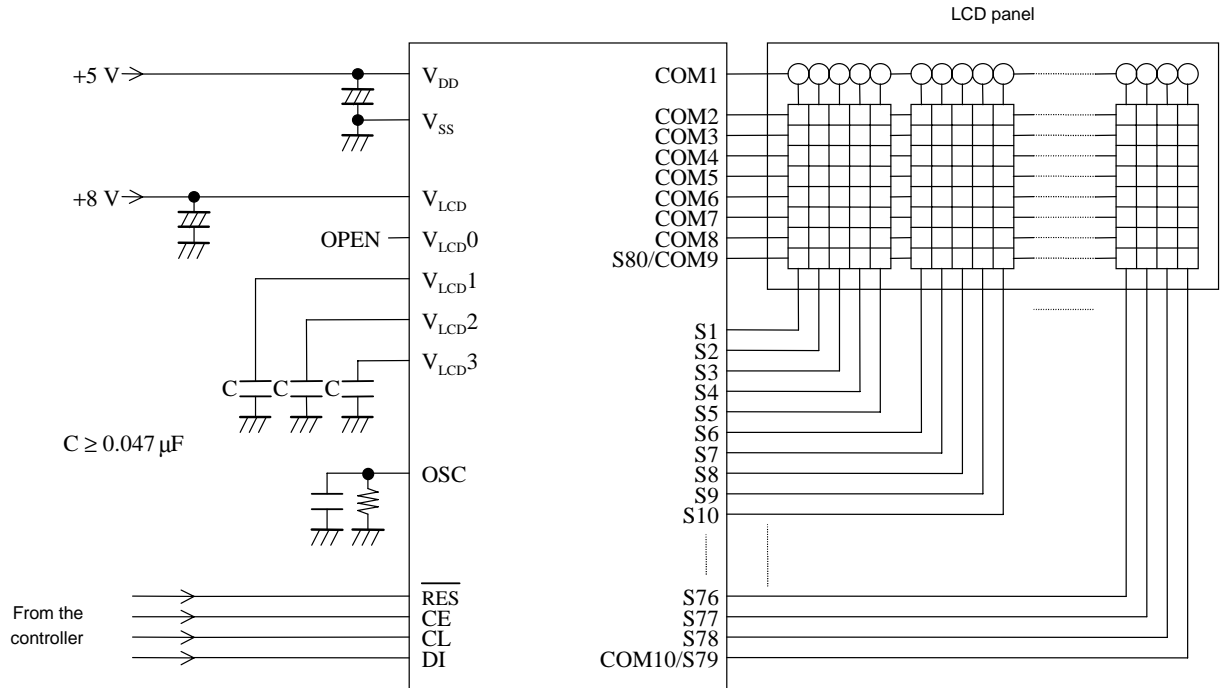 LCD panel
+5 V
VDD
VSS
+8 V
VLCD
OPEN
VLCD0
VLCD1
VLCD2
VLCD3
C
C
C
C ≥ 0.047 μF
OSC
From the
controller
RES
CE
CL
DI
COM1
COM2
COM3
COM4
COM5
COM6
COM7
COM8
S80/COM9
S1
S2
S3
S4
S5
S6
S7
S8
S9
S10
S76
S77
S78
COM10/S79